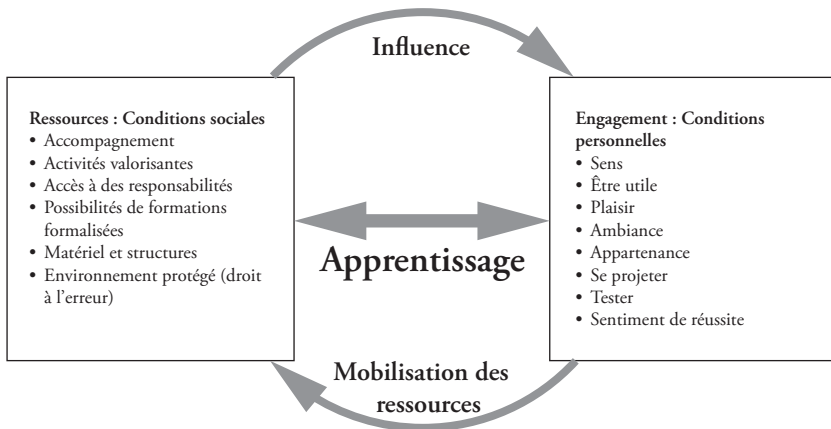 Influence
Ressources : Conditions sociales
• Accompagnement
• Activités valorisantes
• Accès à des responsabilités
• Possibilités de formations
formalisées
• Matériel et structures
• Environnement protégé (droit
à l’erreur)
Apprentissage
Engagement : Conditions
personnelles
• Sens
• Être utile
• Plaisir
• Ambiance
• Appartenance
• Se projeter
• Tester
• Sentiment de réussite
Mobilisation des
ressources